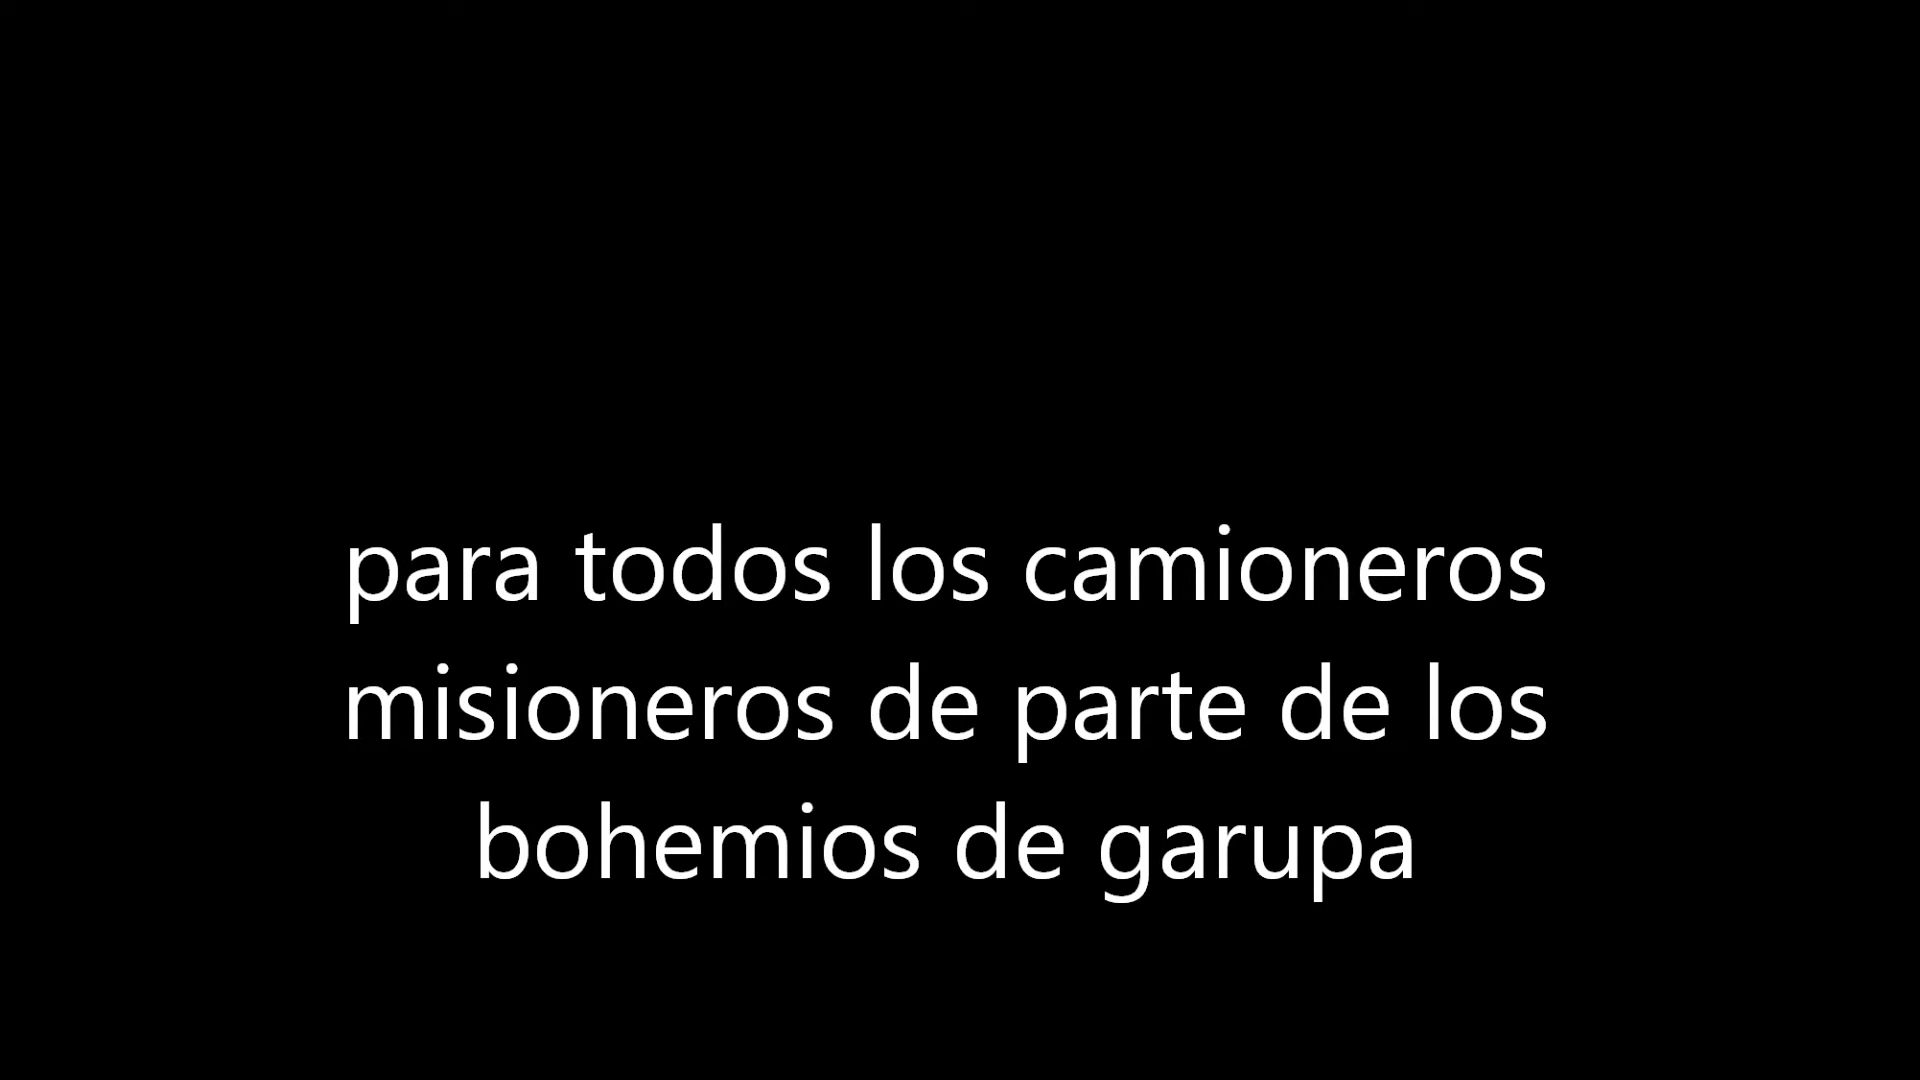 para todos los camioneros
misioneros de parte de los
bohemios de garupa